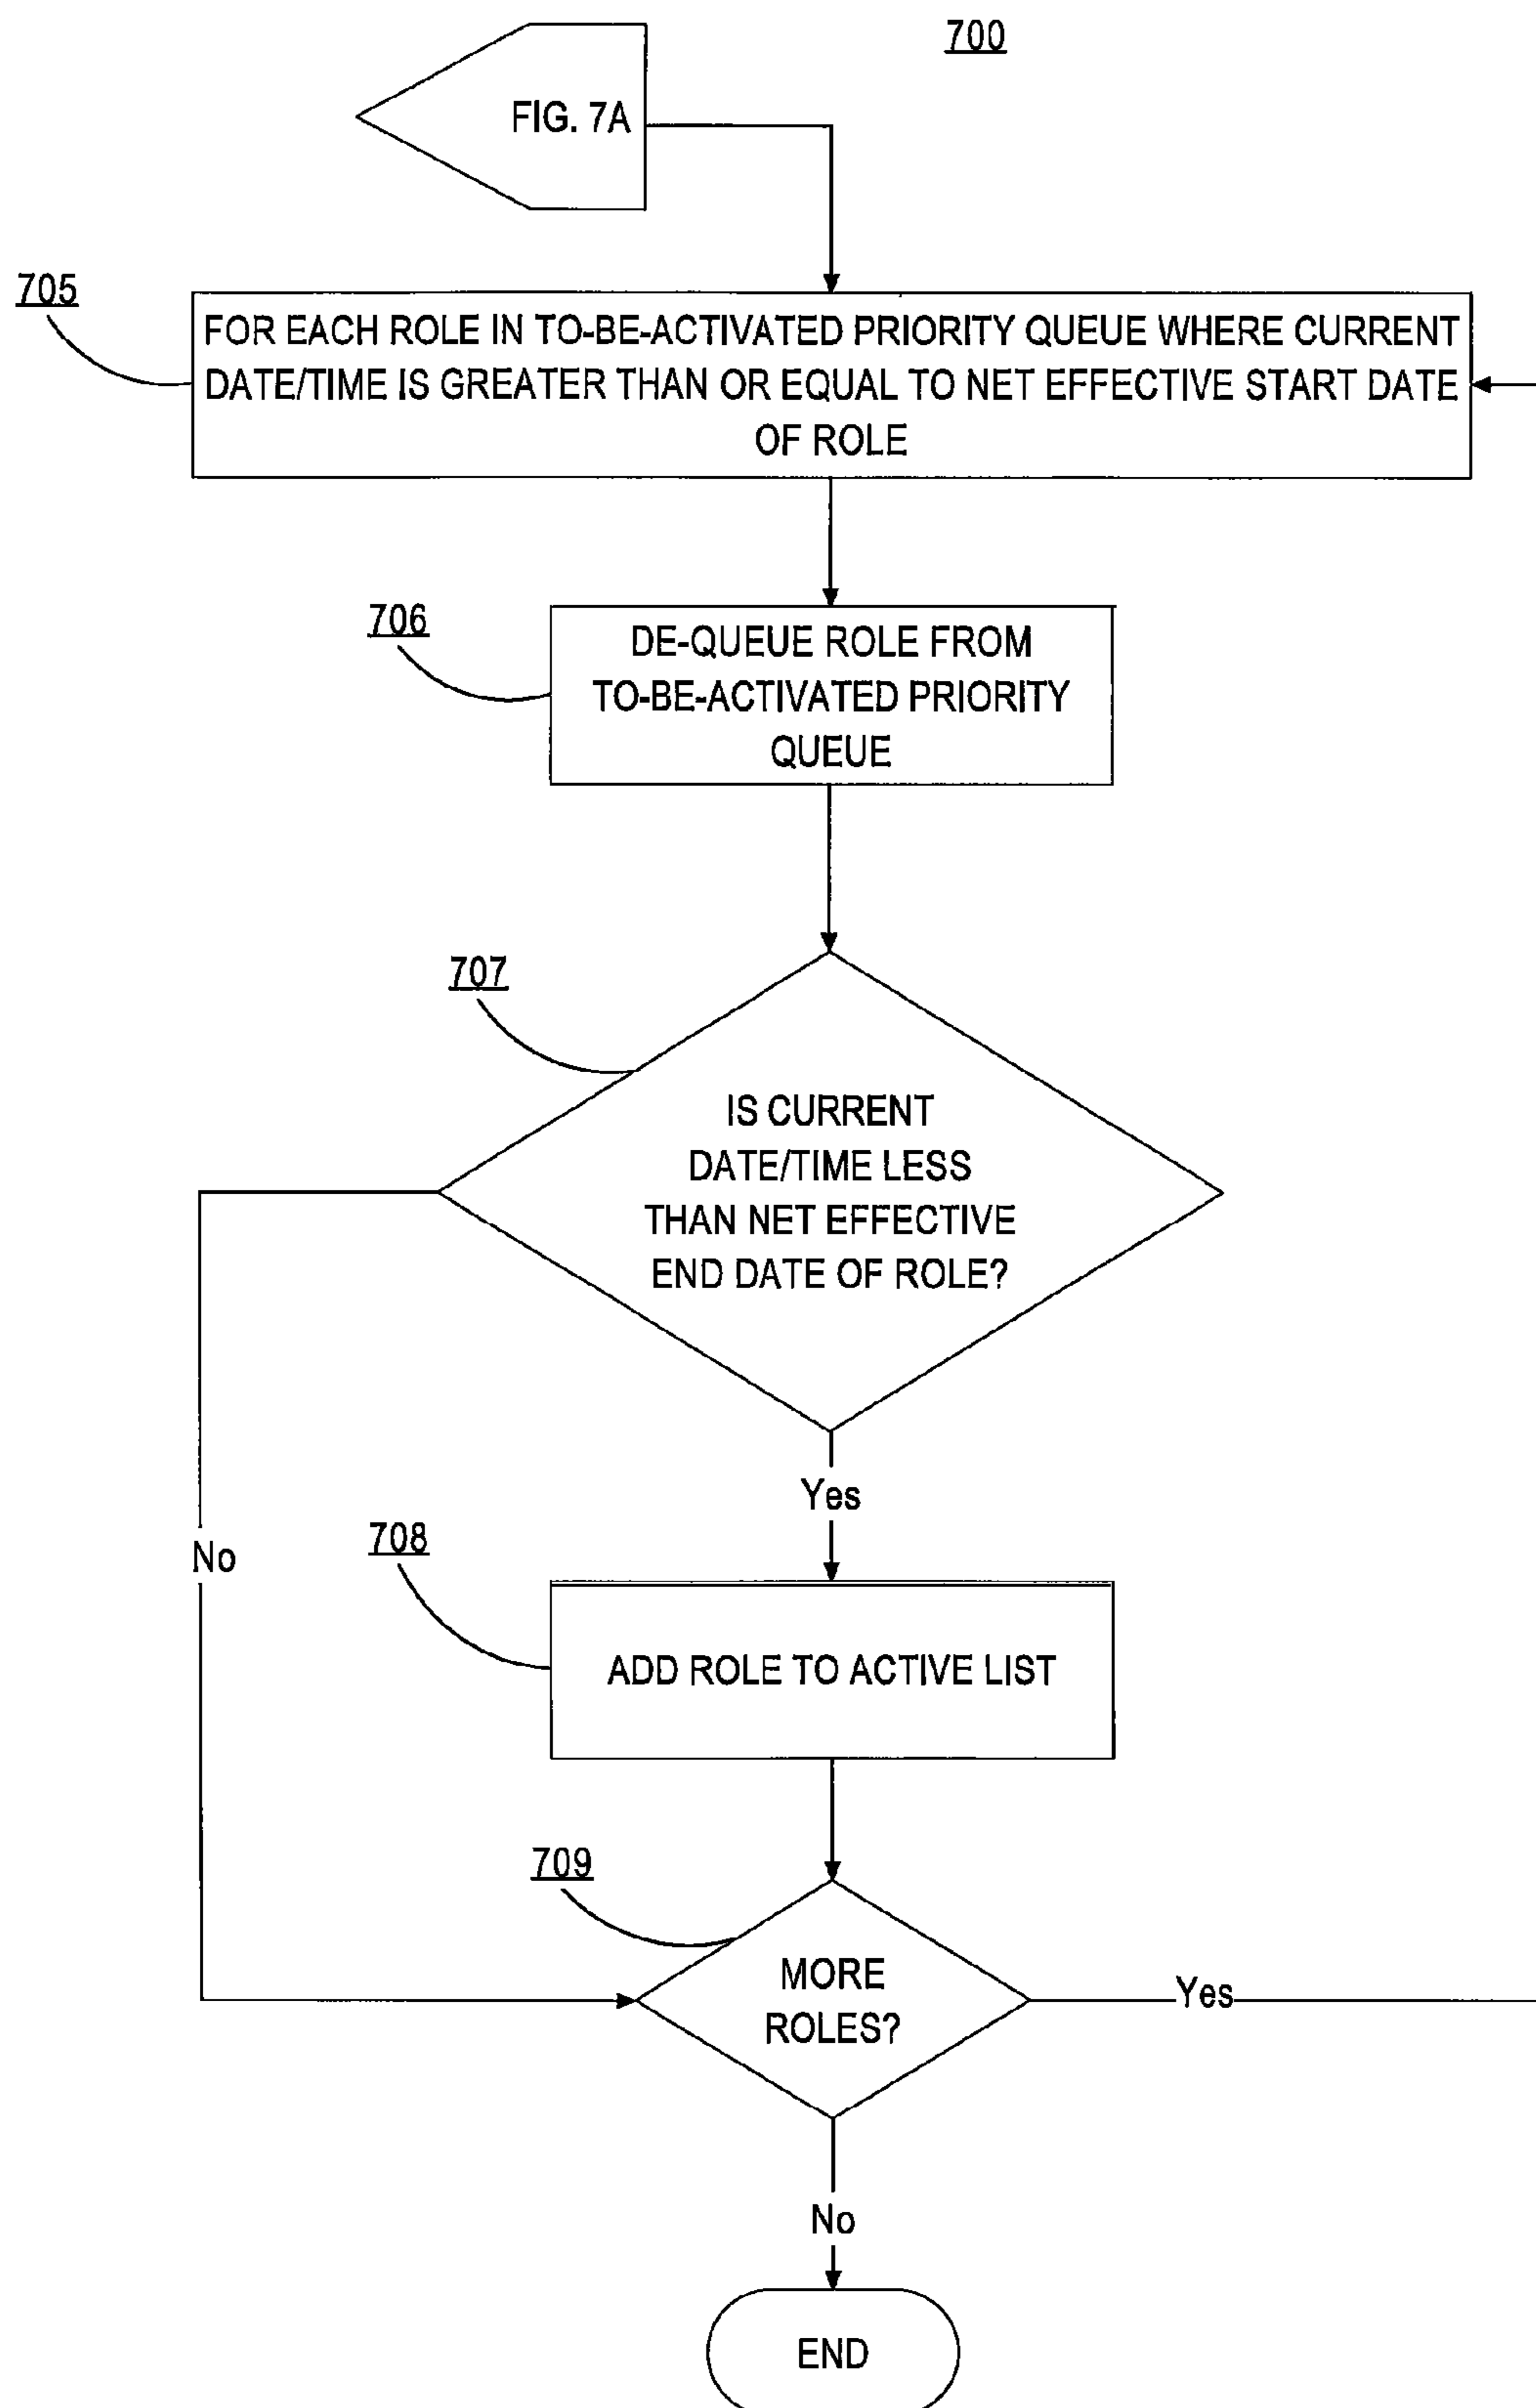 700
FIG. 7A
705
FOR EACH ROLE IN TO-BE-ACTIVATED PRIORITY QUEUE WHERE CURRENT
DATE/TIME IS GREATER THAN OR EQUAL TO NET EFFECTIVE START DATE
OF ROLE
706
DE-QUEUE ROLE FROM
TO-BE-ACTIVATED PRIORITY
QUEUE
707
IS CURRENT
DATE/TIME LESS
THAN NET EFFECTIVE
END DATE OF ROLE?
Yes
No
708
ADD ROLE TO ACTIVE LIST
709
MORE
ROLES?
Yes
No
END